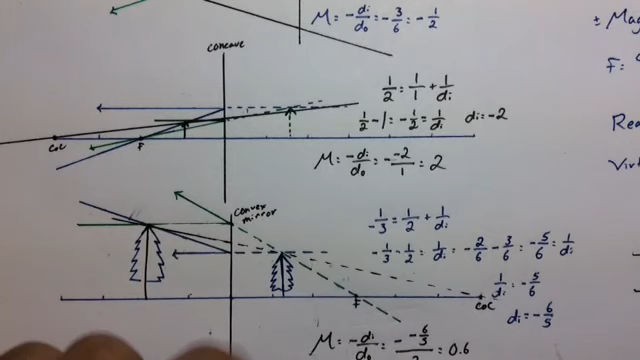 M = -di/do = -3/6 = -1/2
± Mag
concave
F:
1/2 = 1/1 + 1/di
1/2 - 1 = -1/2 = 1/di   di = -2
Rea
COC F
M = -di/do = --2/1 = 2
Virt
convex mirror
1/-3 = 1/2 + 1/di
-1/3 - 1/2 = 1/di = -2/6 - 3/6 = -5/6 = 1/di
1/di = -5/6
F COC
di = -6/5
M = -di/do = - -6/5/2 = 0.6